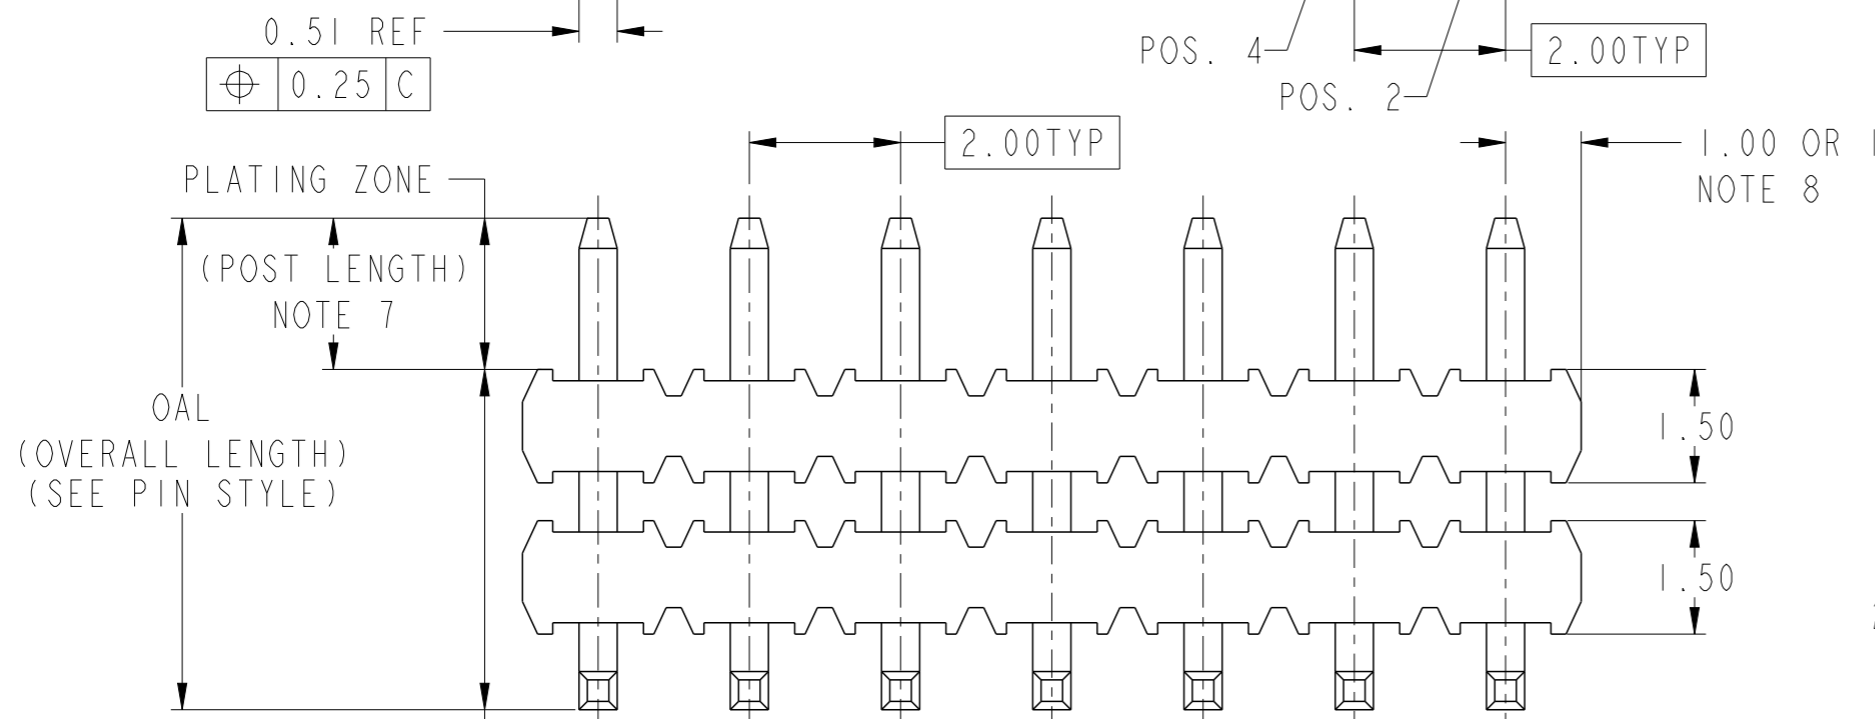 0.51 REF
⌖ 0.25 C
POS. 4
2.00TYP
POS. 2
2.00TYP
1.00 OR
NOTE 8
PLATING ZONE
(POST LENGTH)
NOTE 7
OAL
(OVERALL LENGTH)
(SEE PIN STYLE)
1.50
1.50